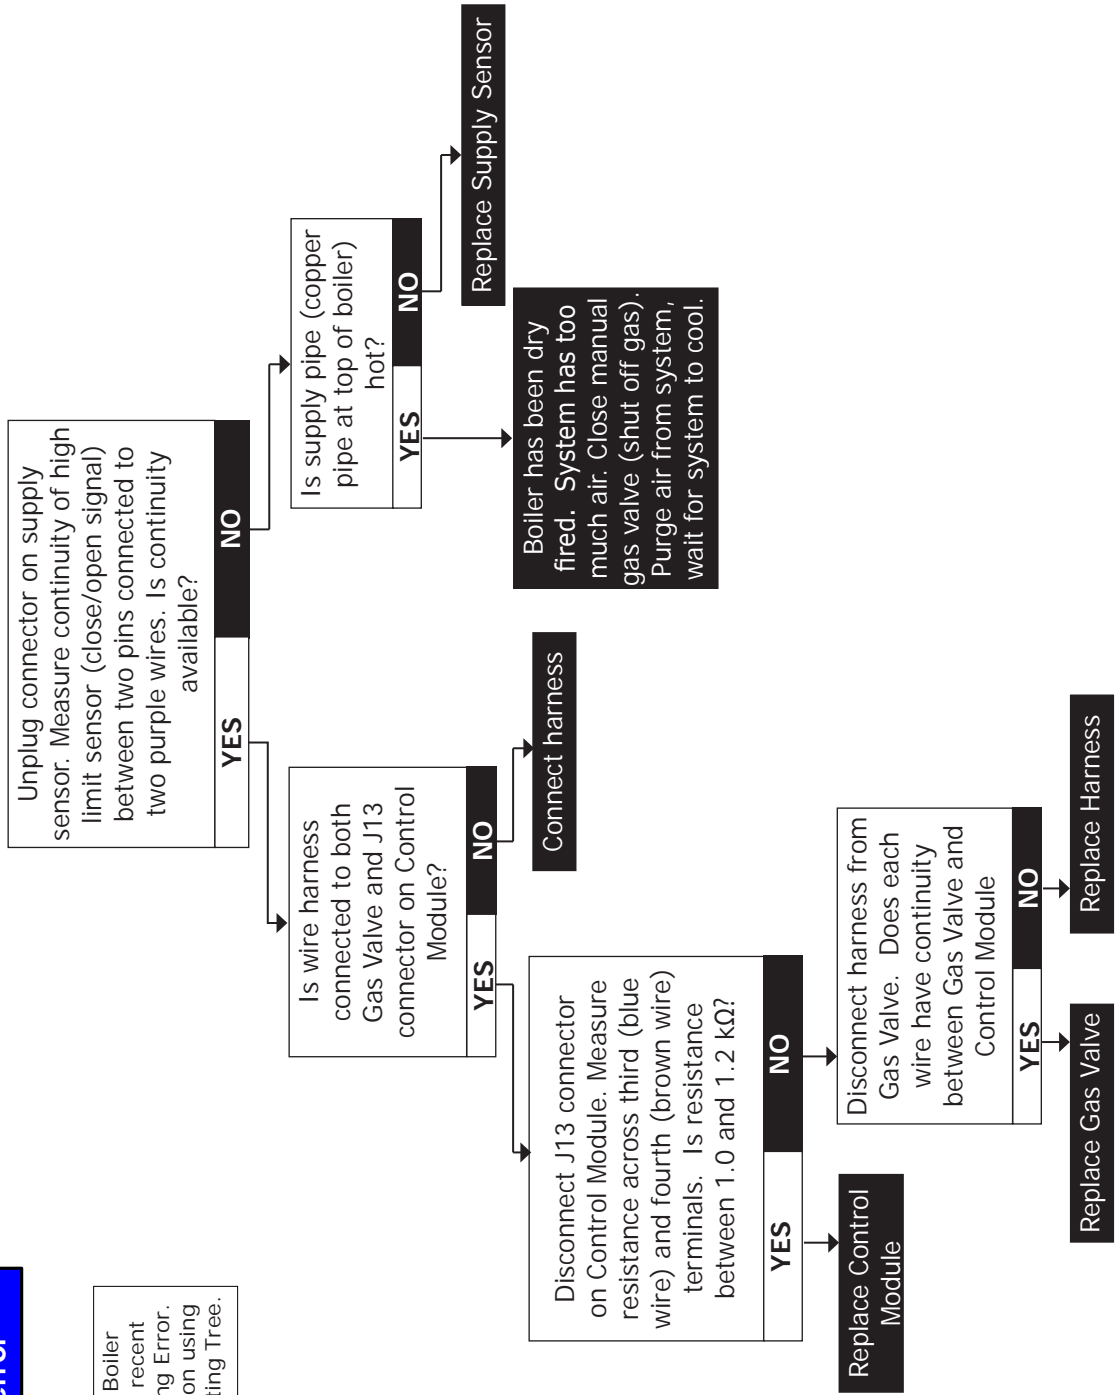 Error
Boiler
recent
ng Error.
on using
ting Tree.
Unplug connector on supply
sensor. Measure continuity of high
limit sensor (close/open signal)
between two pins connected to
two purple wires. Is continuity
available?
YES
NO
Is wire harness
connected to both
Gas Valve and J13
connector on Control
Module?
YES
NO
Is supply pipe (copper
pipe at top of boiler)
hot?
YES
NO
Replace Supply Sensor
Connect harness
Boiler has been dry
fired. System has too
much air. Close manual
gas valve (shut off gas).
Purge air from system,
wait for system to cool.
Disconnect J13 connector
on Control Module. Measure
resistance across third (blue
wire) and fourth (brown wire)
terminals. Is resistance
between 1.0 and 1.2 kΩ?
YES
NO
Replace Control
Module
Disconnect harness from
Gas Valve. Does each
wire have continuity
between Gas Valve and
Control Module
YES
NO
Replace Gas Valve
Replace Harness